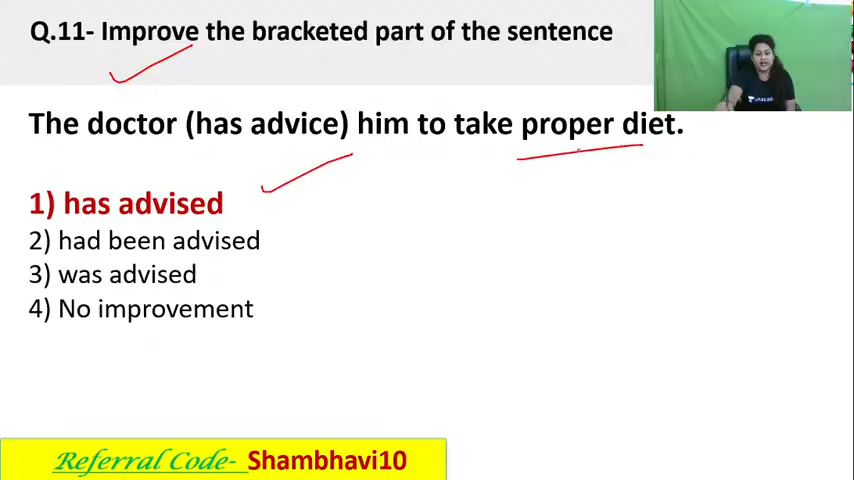 Q.11- Improve the bracketed part of the sentence
The doctor (has advice) him to take proper diet.
1) has advised
2) had been advised
3) was advised
4) No improvement
Referral Code- Shambhavi10